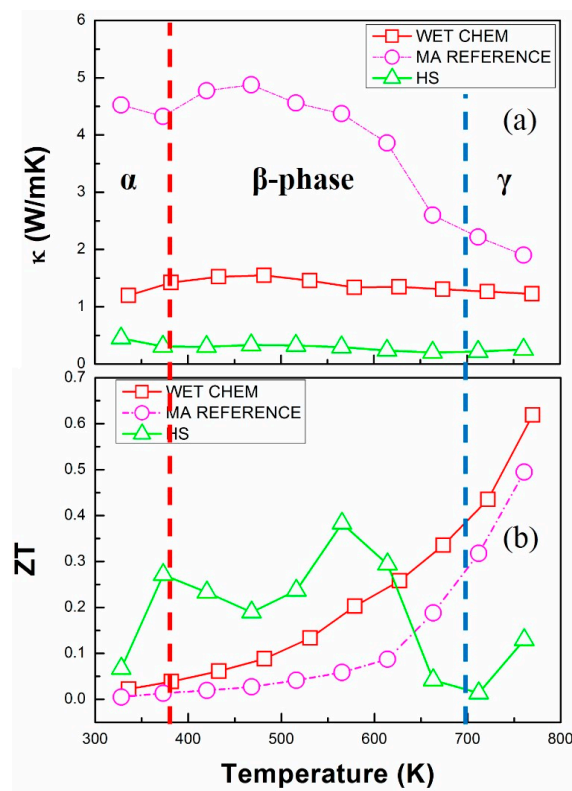 6
5
4
3
2
1
0
κ (W/mK)
WET CHEM
MA REFERENCE
HS
(a)
α
β-phase
γ
0.7
0.6
0.5
0.4
0.3
0.2
0.1
0.0
ZT
WET CHEM
MA REFERENCE
HS
(b)
300 400 500 600 700 800
Temperature (K)